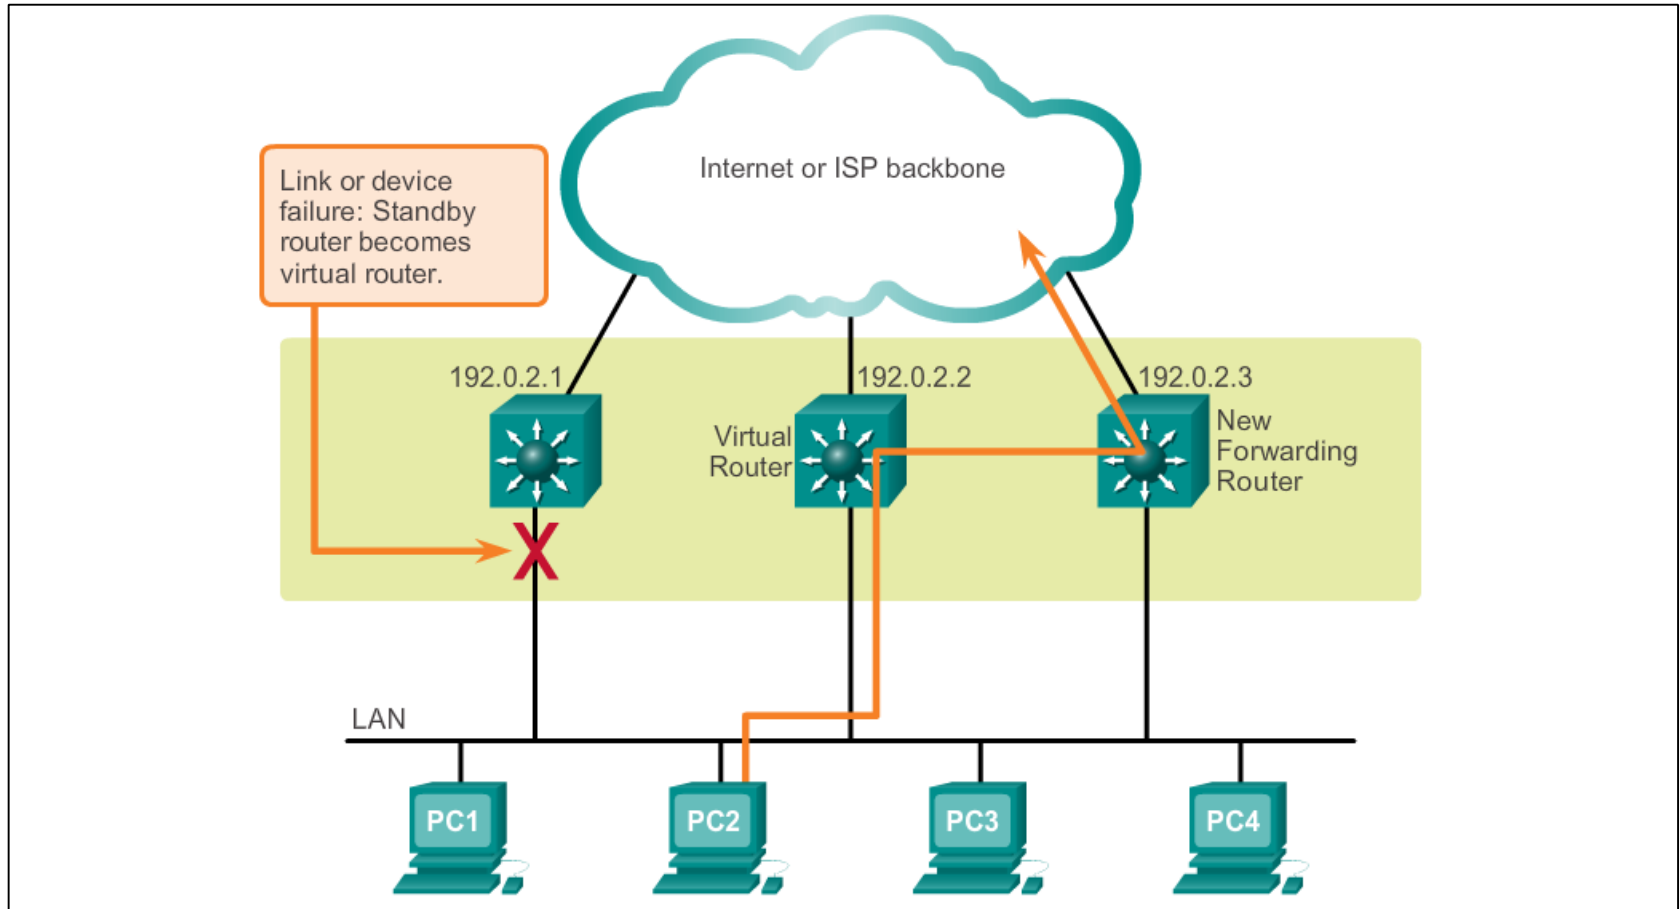 Internet or ISP backbone
Link or device
failure: Standby
router becomes
virtual router.
192.0.2.1
192.0.2.2
192.0.2.3
Virtual
Router
New
Forwarding
Router
LAN
PC1
PC2
PC3
PC4